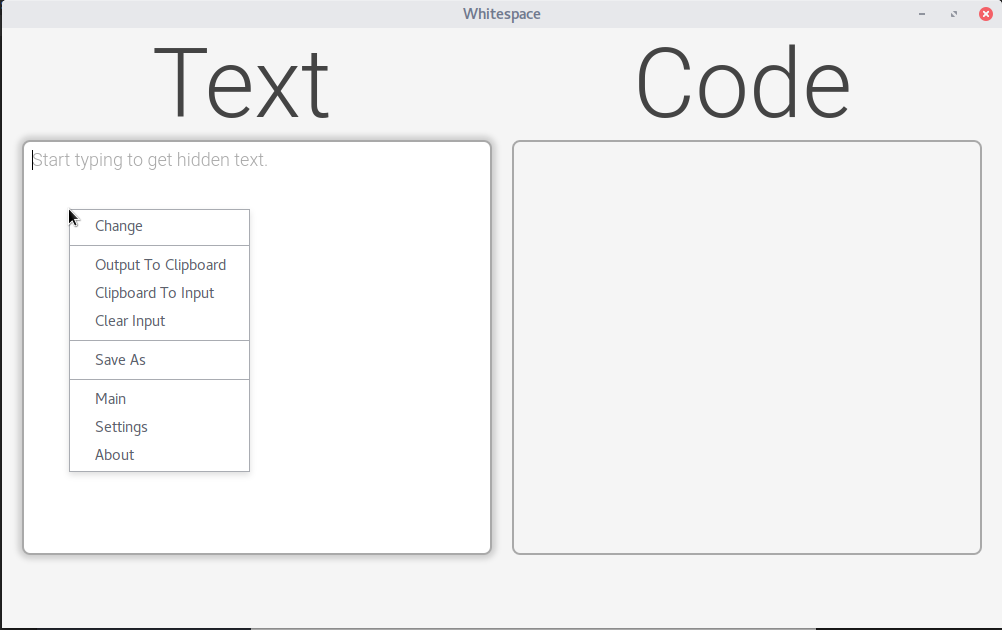 Whitespace
Text
Code
Start typing to get hidden text.
Change
Output To Clipboard
Clipboard To Input
Clear Input
Save As
Main
Settings
About